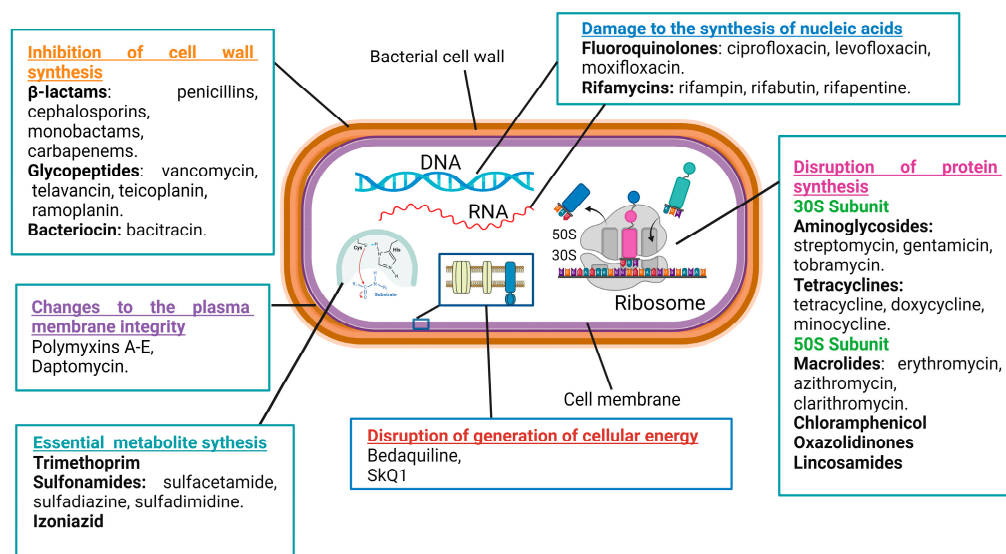 Inhibition of cell wall
synthesis
β-lactams: penicillins,
cephalosporins,
monobactams,
carbapenems.
Glycopeptides: vancomycin,
telavancin, teicoplanin,
ramoplanin.
Bacteriocin: bacitracin.
Bacterial cell wall
Damage to the synthesis of nucleic acids
Fluoroquinolones: ciprofloxacin, levofloxacin,
moxifloxacin.
Rifamycins: rifampin, rifabutin, rifapentine.
DNA
RNA
50S
30S
Ribosome
Cys
His
Substrate
Changes to the plasma
membrane integrity
Polymyxins A-E,
Daptomycin.
Cell membrane
Disruption of protein
synthesis
30S Subunit
Aminoglycosides:
streptomycin, gentamicin,
tobramycin.
Tetracyclines:
tetracycline, doxycycline,
minocycline.
50S Subunit
Macrolides: erythromycin,
azithromycin,
clarithromycin.
Chloramphenicol
Oxazolidinones
Lincosamides
Essential metabolite sythesis
Trimethoprim
Sulfonamides: sulfacetamide,
sulfadiazine, sulfadimidine.
Izoniazid
Disruption of generation of cellular energy
Bedaquiline,
SkQ1